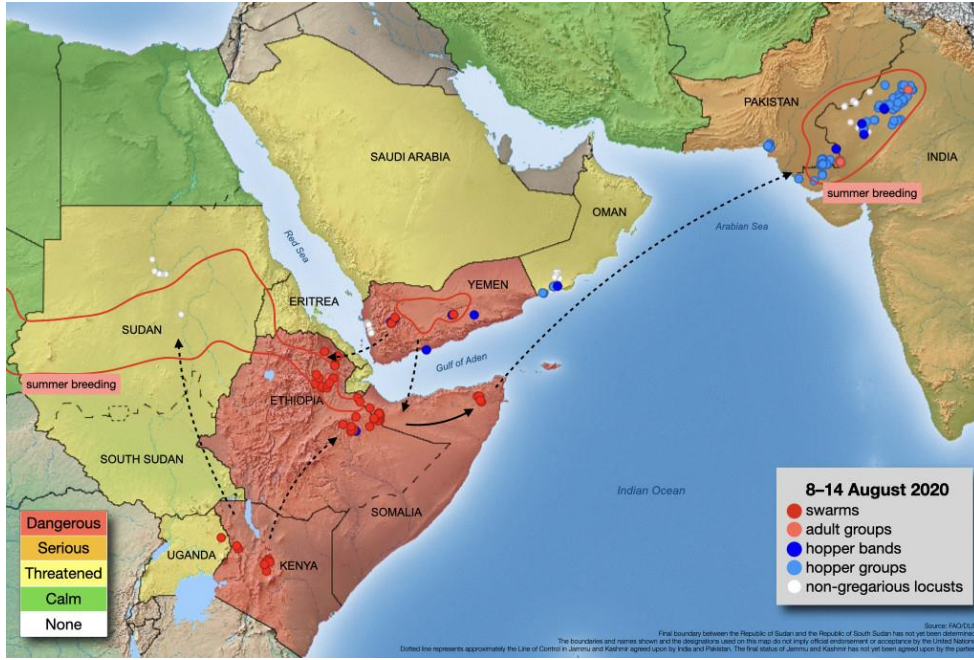 PAKISTAN
INDIA
SAUDI ARABIA
summer breeding
OMAN
Arabian Sea
Red Sea
YEMEN
ERITREA
SUDAN
Gulf of Aden
summer breeding
ETHIOPIA
SOUTH SUDAN
Indian Ocean
SOMALIA
UGANDA
KENYA
Dangerous
Serious
Threatened
Calm
None
8–14 August 2020
swarms
adult groups
hopper bands
hopper groups
non-gregarious locusts
Source: FAO/DL
Final boundary between the Republic of Sudan and the Republic of South Sudan has not yet been determined
The boundaries and names shown and the designations used on this map do not imply official endorsement or acceptance by the United Nations
Dotted line represents approximately the Line of Control in Jammu and Kashmir agreed upon by India and Pakistan. The final status of Jammu and Kashmir has not yet been agreed upon by the parties